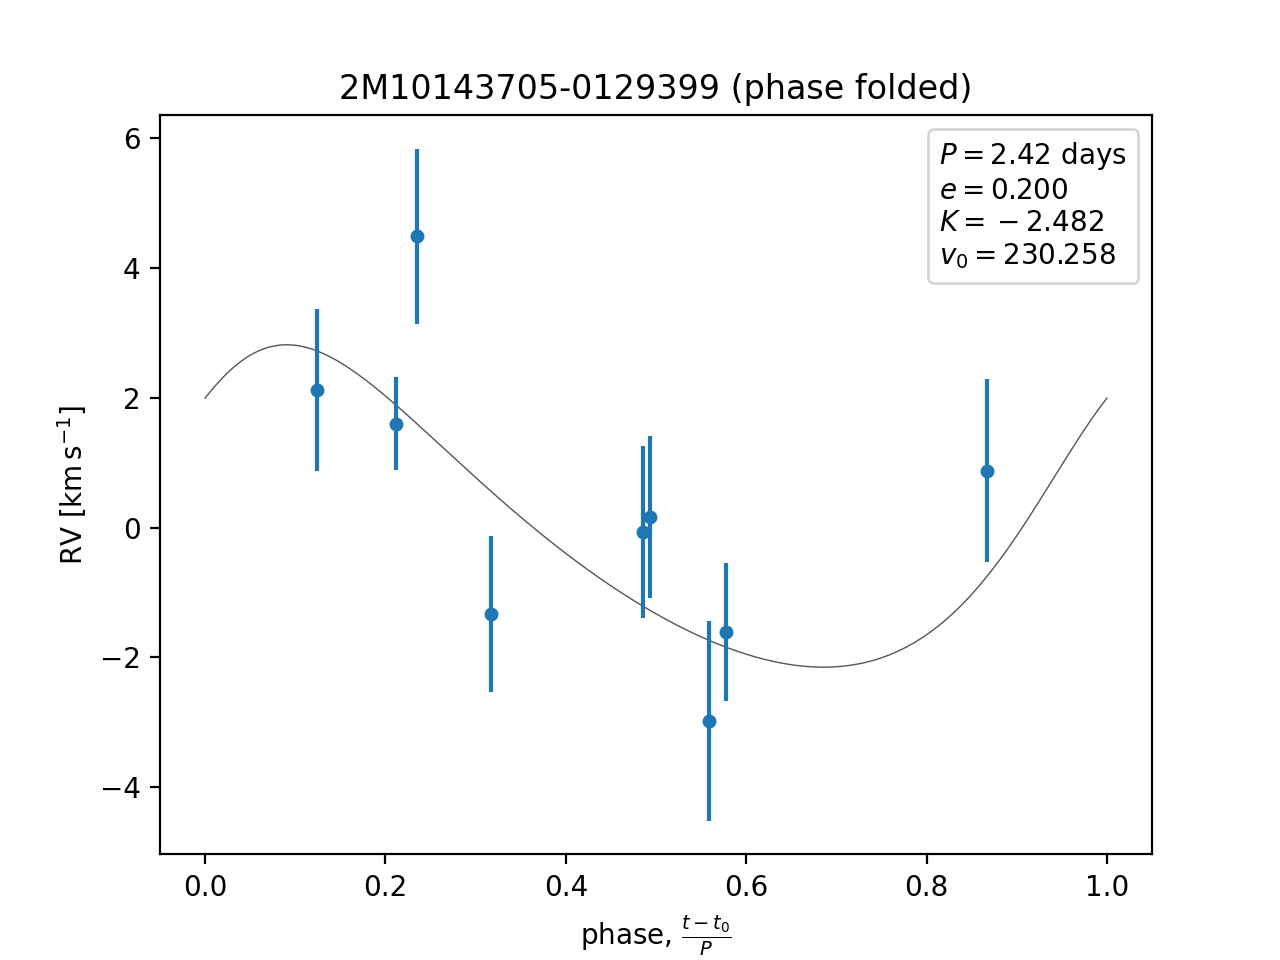 2M10143705-0129399 (phase folded)
P = 2.42 days
e = 0.200
K = −2.482
v₀ = 230.258
6
4
2
0
−2
−4
RV [km s⁻¹]
0.0 0.2 0.4 0.6 0.8 1.0
phase, (t − t₀)/P